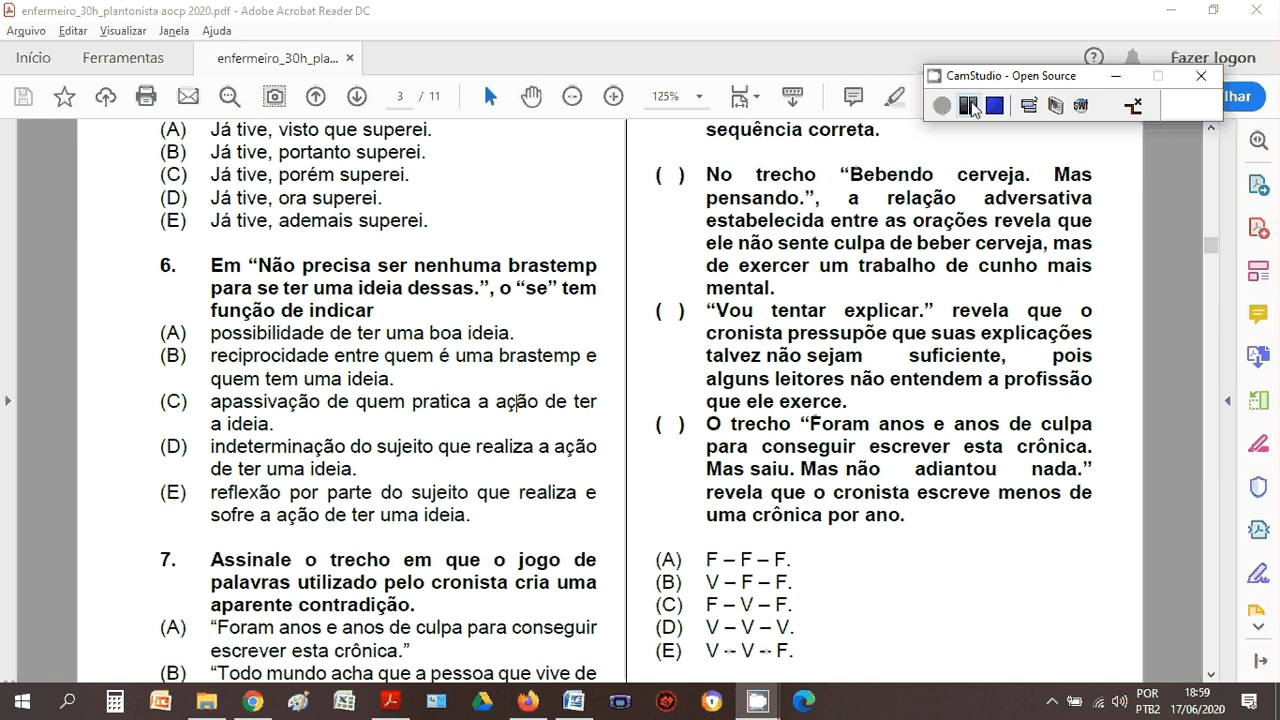 enfermeiro_30h_plantonista aocp 2020.pdf - Adobe Acrobat Reader DC
Arquivo Editar Visualizar Janela Ajuda
Início Ferramentas enfermeiro_30h_pla... ×
Fazer logon
CamStudio - Open Source
3 / 11 125%
lhar
(A) Já tive, visto que superei.
(B) Já tive, portanto superei.
(C) Já tive, porém superei.
(D) Já tive, ora superei.
(E) Já tive, ademais superei.
6. Em “Não precisa ser nenhuma brastemp
para se ter uma ideia dessas.”, o “se” tem
função de indicar
(A) possibilidade de ter uma boa ideia.
(B) reciprocidade entre quem é uma brastemp e
quem tem uma ideia.
(C) apassivação de quem pratica a ação de ter
a ideia.
(D) indeterminação do sujeito que realiza a ação
de ter uma ideia.
(E) reflexão por parte do sujeito que realiza e
sofre a ação de ter uma ideia.
7. Assinale o trecho em que o jogo de
palavras utilizado pelo cronista cria uma
aparente contradição.
(A) “Foram anos e anos de culpa para conseguir
escrever esta crônica.”
(B) “Todo mundo acha que a pessoa que vive de
sequência correta.
( ) No trecho “Bebendo cerveja. Mas
pensando.”, a relação adversativa
estabelecida entre as orações revela que
ele não sente culpa de beber cerveja, mas
de exercer um trabalho de cunho mais
mental.
( ) “Vou tentar explicar.” revela que o
cronista pressupõe que suas explicações
talvez não sejam suficiente, pois
alguns leitores não entendem a profissão
que ele exerce.
( ) O trecho “Foram anos e anos de culpa
para conseguir escrever esta crônica.
Mas saiu. Mas não adiantou nada.”
revela que o cronista escreve menos de
uma crônica por ano.
(A) F – F – F.
(B) V – F – F.
(C) F – V – F.
(D) V – V – V.
(E) V – V – F.
POR
PTB2
18:59
17/06/2020